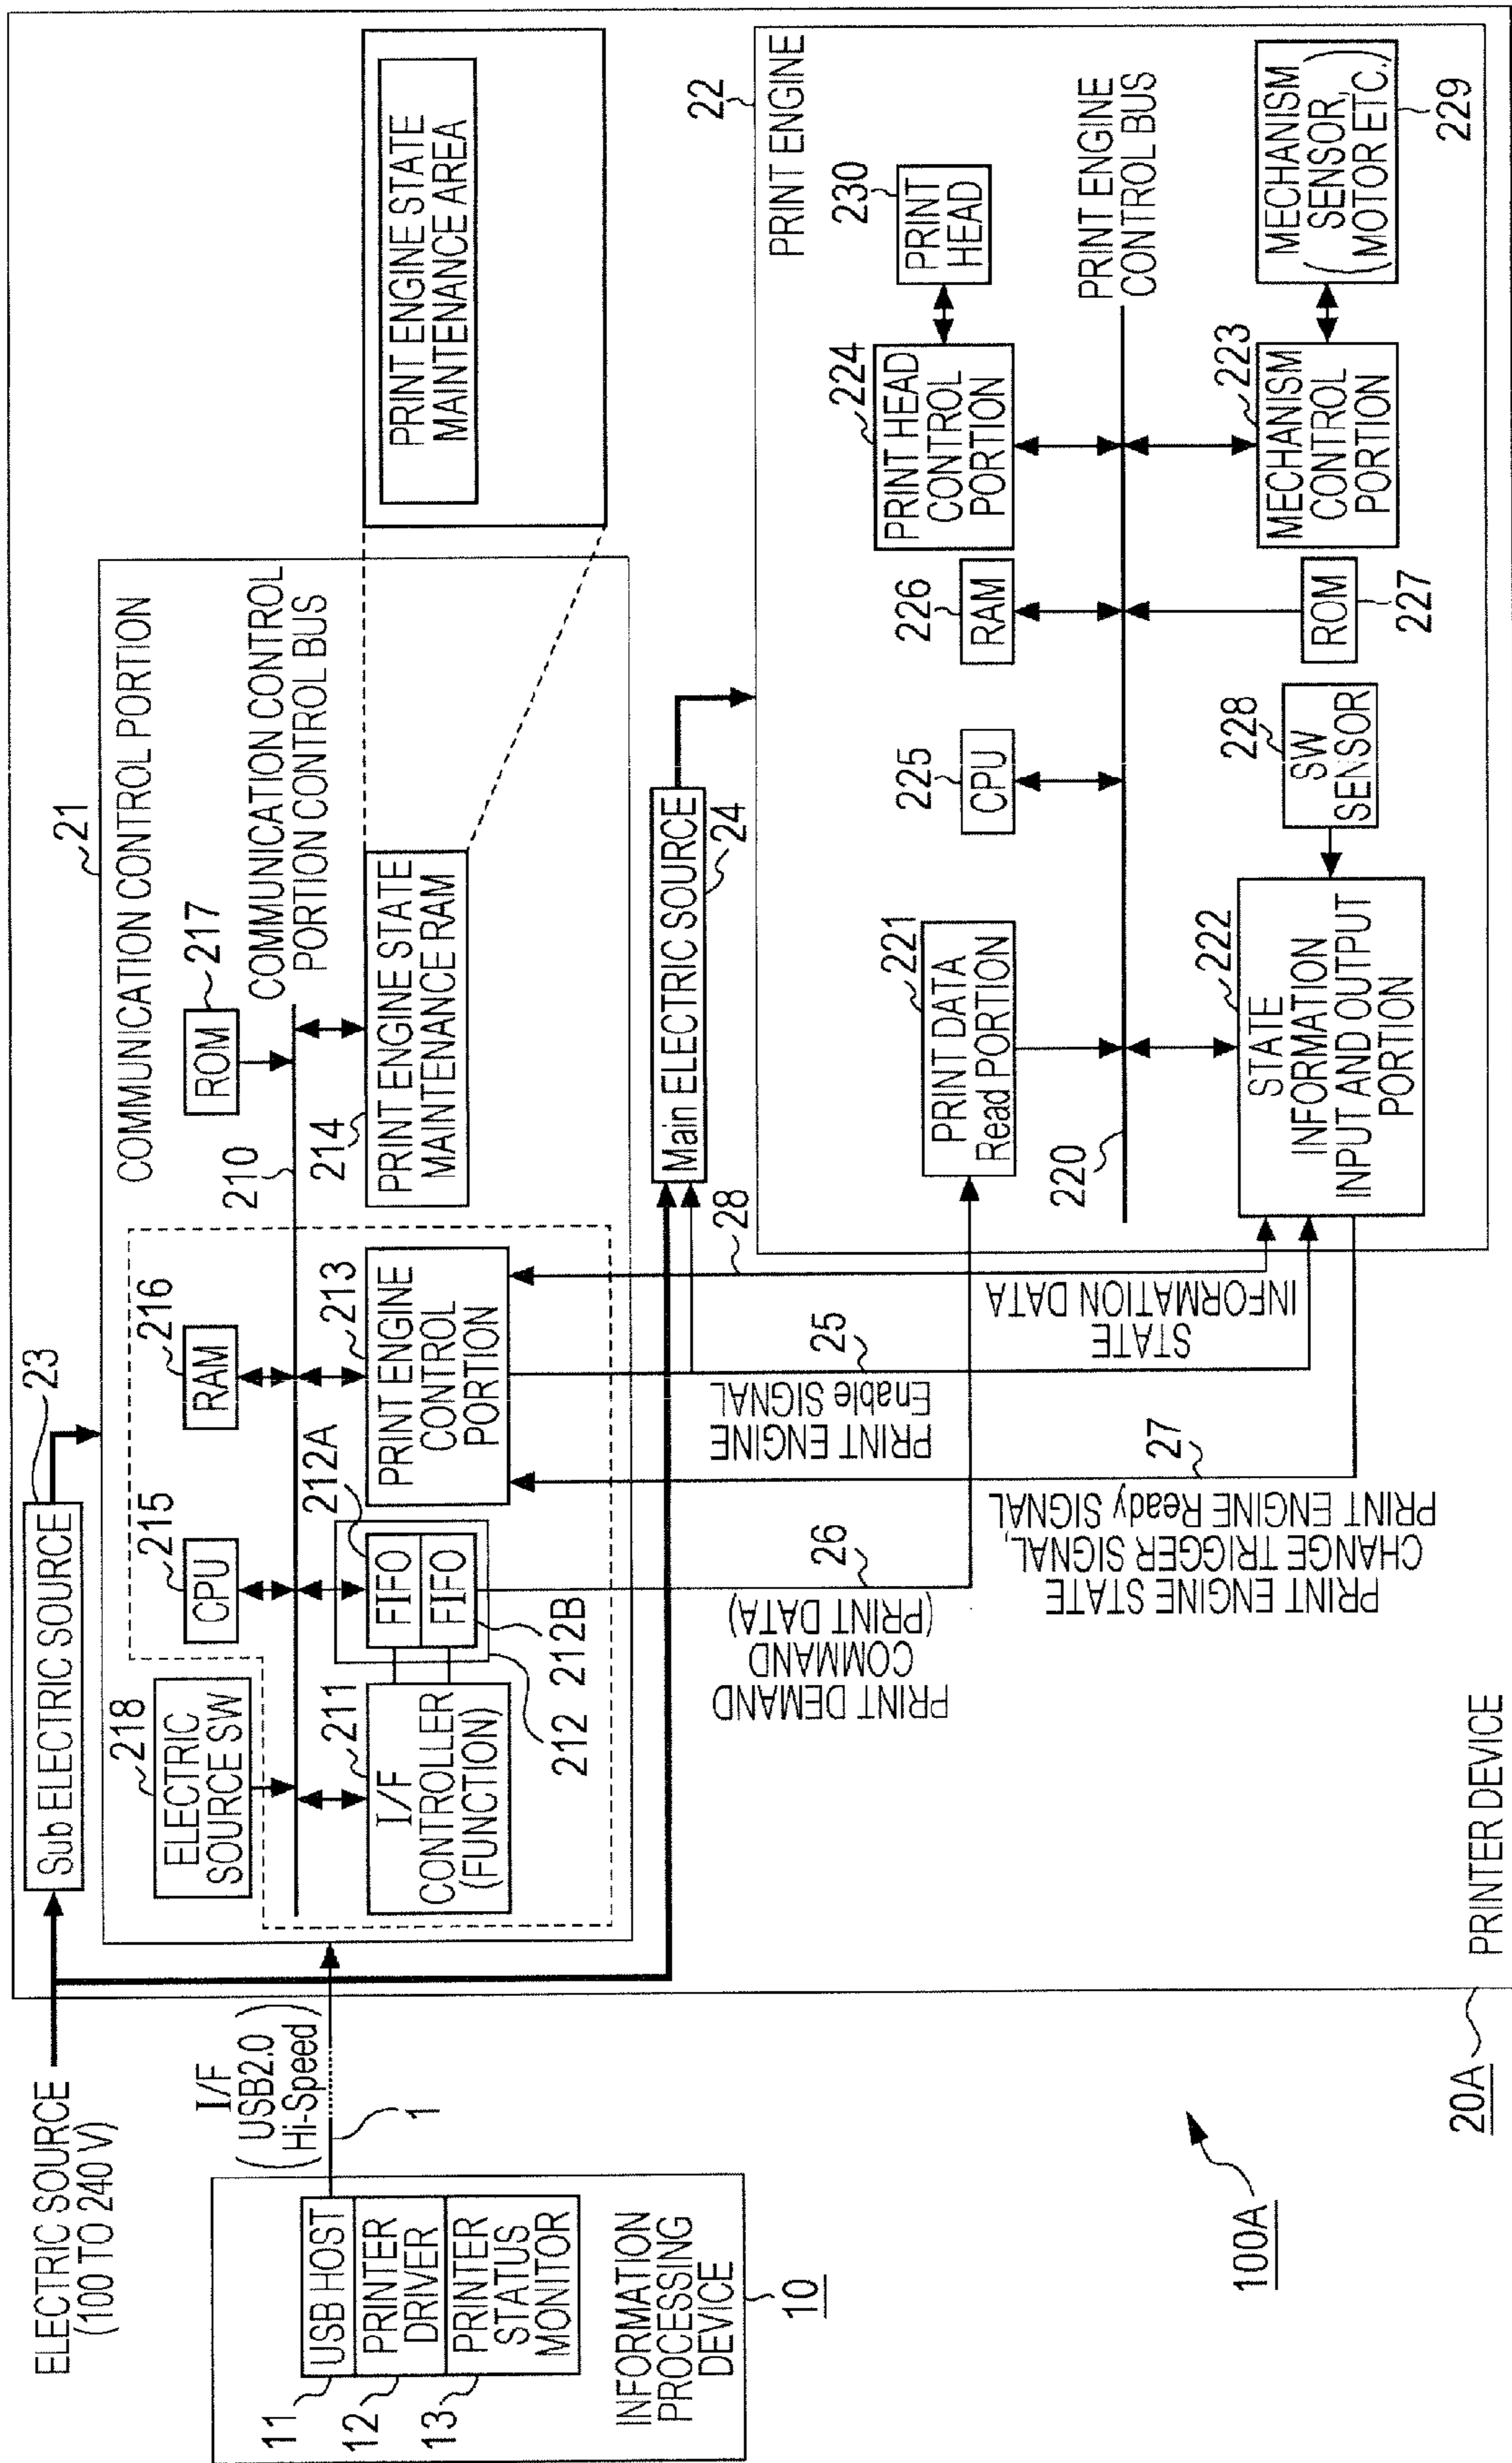 ELECTRIC SOURCE
(100 TO 240 V)
I/F
( USB2.0 )
Hi-Speed
1
11
USB HOST
12
PRINTER
DRIVER
13
PRINTER
STATUS
MONITOR
INFORMATION
PROCESSING
DEVICE
10
100A
20A
PRINTER DEVICE
Sub ELECTRIC SOURCE
23
21
COMMUNICATION CONTROL PORTION
218
ELECTRIC
SOURCE SW
215
CPU
216
RAM
217
ROM
210
COMMUNICATION CONTROL
PORTION CONTROL BUS
211
I/F
CONTROLLER
(FUNCTION)
212
212A
FIFO
FIFO
212B
213
PRINT ENGINE
CONTROL
PORTION
214
PRINT ENGINE STATE
MAINTENANCE RAM
PRINT ENGINE STATE
MAINTENANCE AREA
Main ELECTRIC SOURCE
24
PRINT DEMAND
COMMAND
(PRINT DATA)
26
PRINT ENGINE
Enable SIGNAL
25
STATE
INFORMATION DATA
28
PRINT ENGINE STATE
CHANGE TRIGGER SIGNAL,
PRINT ENGINE Ready SIGNAL
27
22
PRINT ENGINE
221
PRINT DATA
Read PORTION
225
CPU
226
RAM
224
PRINT HEAD
CONTROL
PORTION
230
PRINT
HEAD
220
PRINT ENGINE
CONTROL BUS
222
STATE
INFORMATION
INPUT AND OUTPUT
PORTION
228
SW
SENSOR
ROM
227
223
MECHANISM
CONTROL
PORTION
MECHANISM
( SENSOR, )
MOTOR ETC.
229